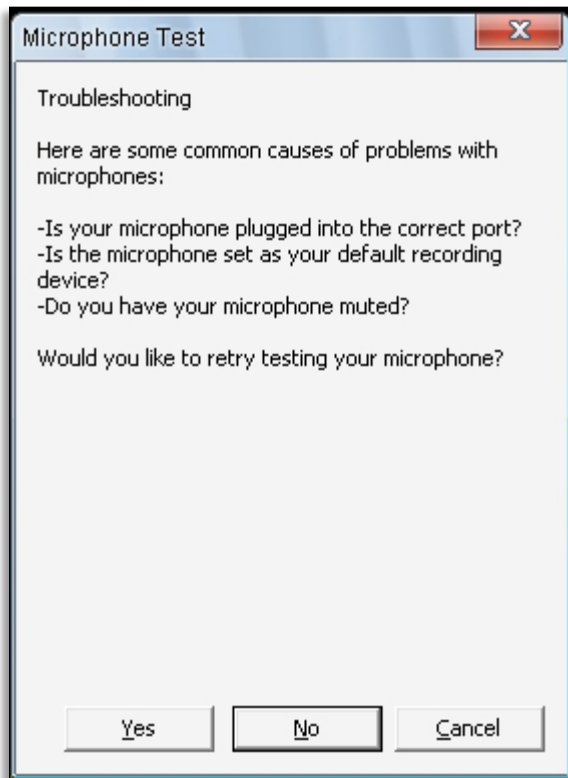 Microphone Test
Troubleshooting
Here are some common causes of problems with
microphones:
-Is your microphone plugged into the correct port?
-Is the microphone set as your default recording
device?
-Do you have your microphone muted?
Would you like to retry testing your microphone?
Yes No Cancel